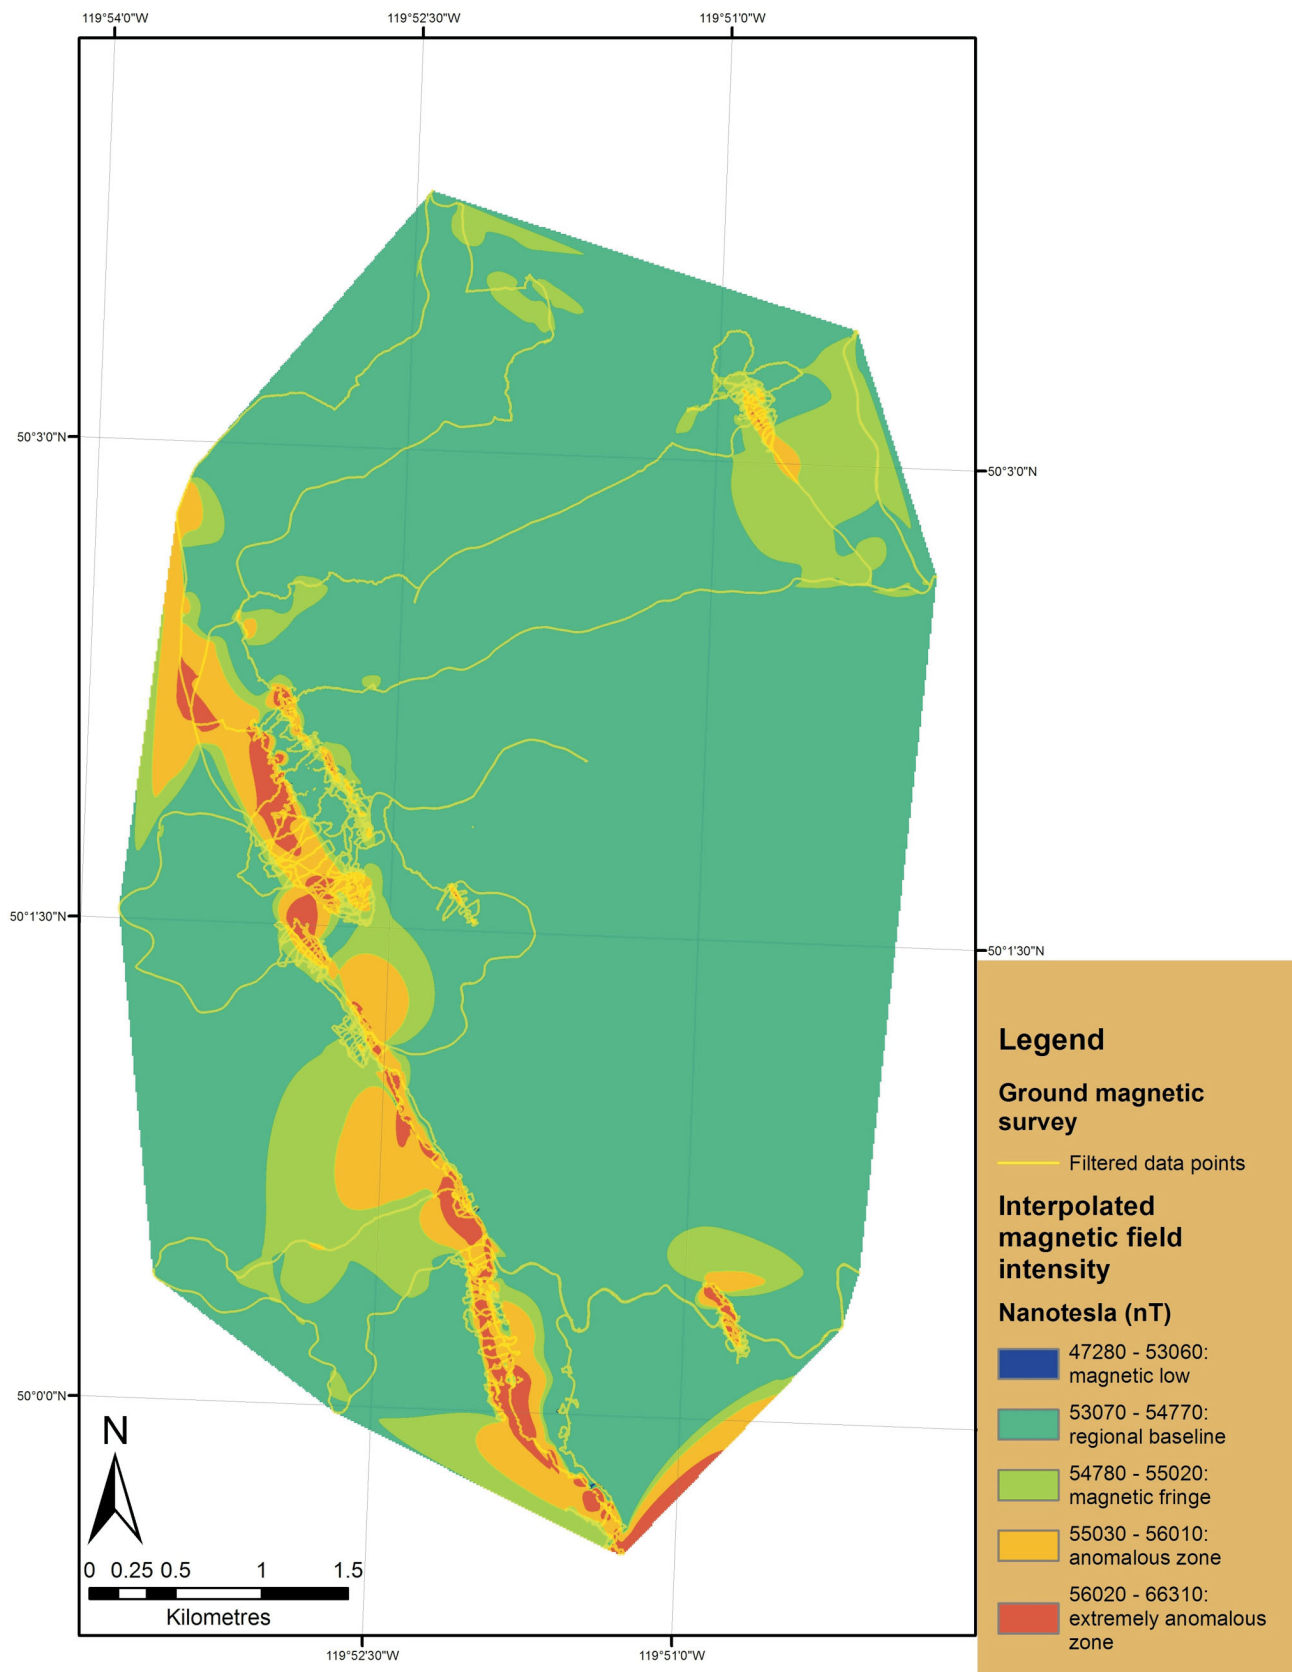 119°54'0"W
119°52'30"W
119°51'0"W
50°3'0"N
50°3'0"N
50°1'30"N
50°1'30"N
50°0'0"N
N
0 0.25 0.5 1 1.5
Kilometres
119°52'30"W
119°51'0"W
Legend
Ground magnetic
survey
Filtered data points
Interpolated
magnetic field
intensity
Nanotesla (nT)
47280 - 53060:
magnetic low
53070 - 54770:
regional baseline
54780 - 55020:
magnetic fringe
55030 - 56010:
anomalous zone
56020 - 66310:
extremely anomalous
zone